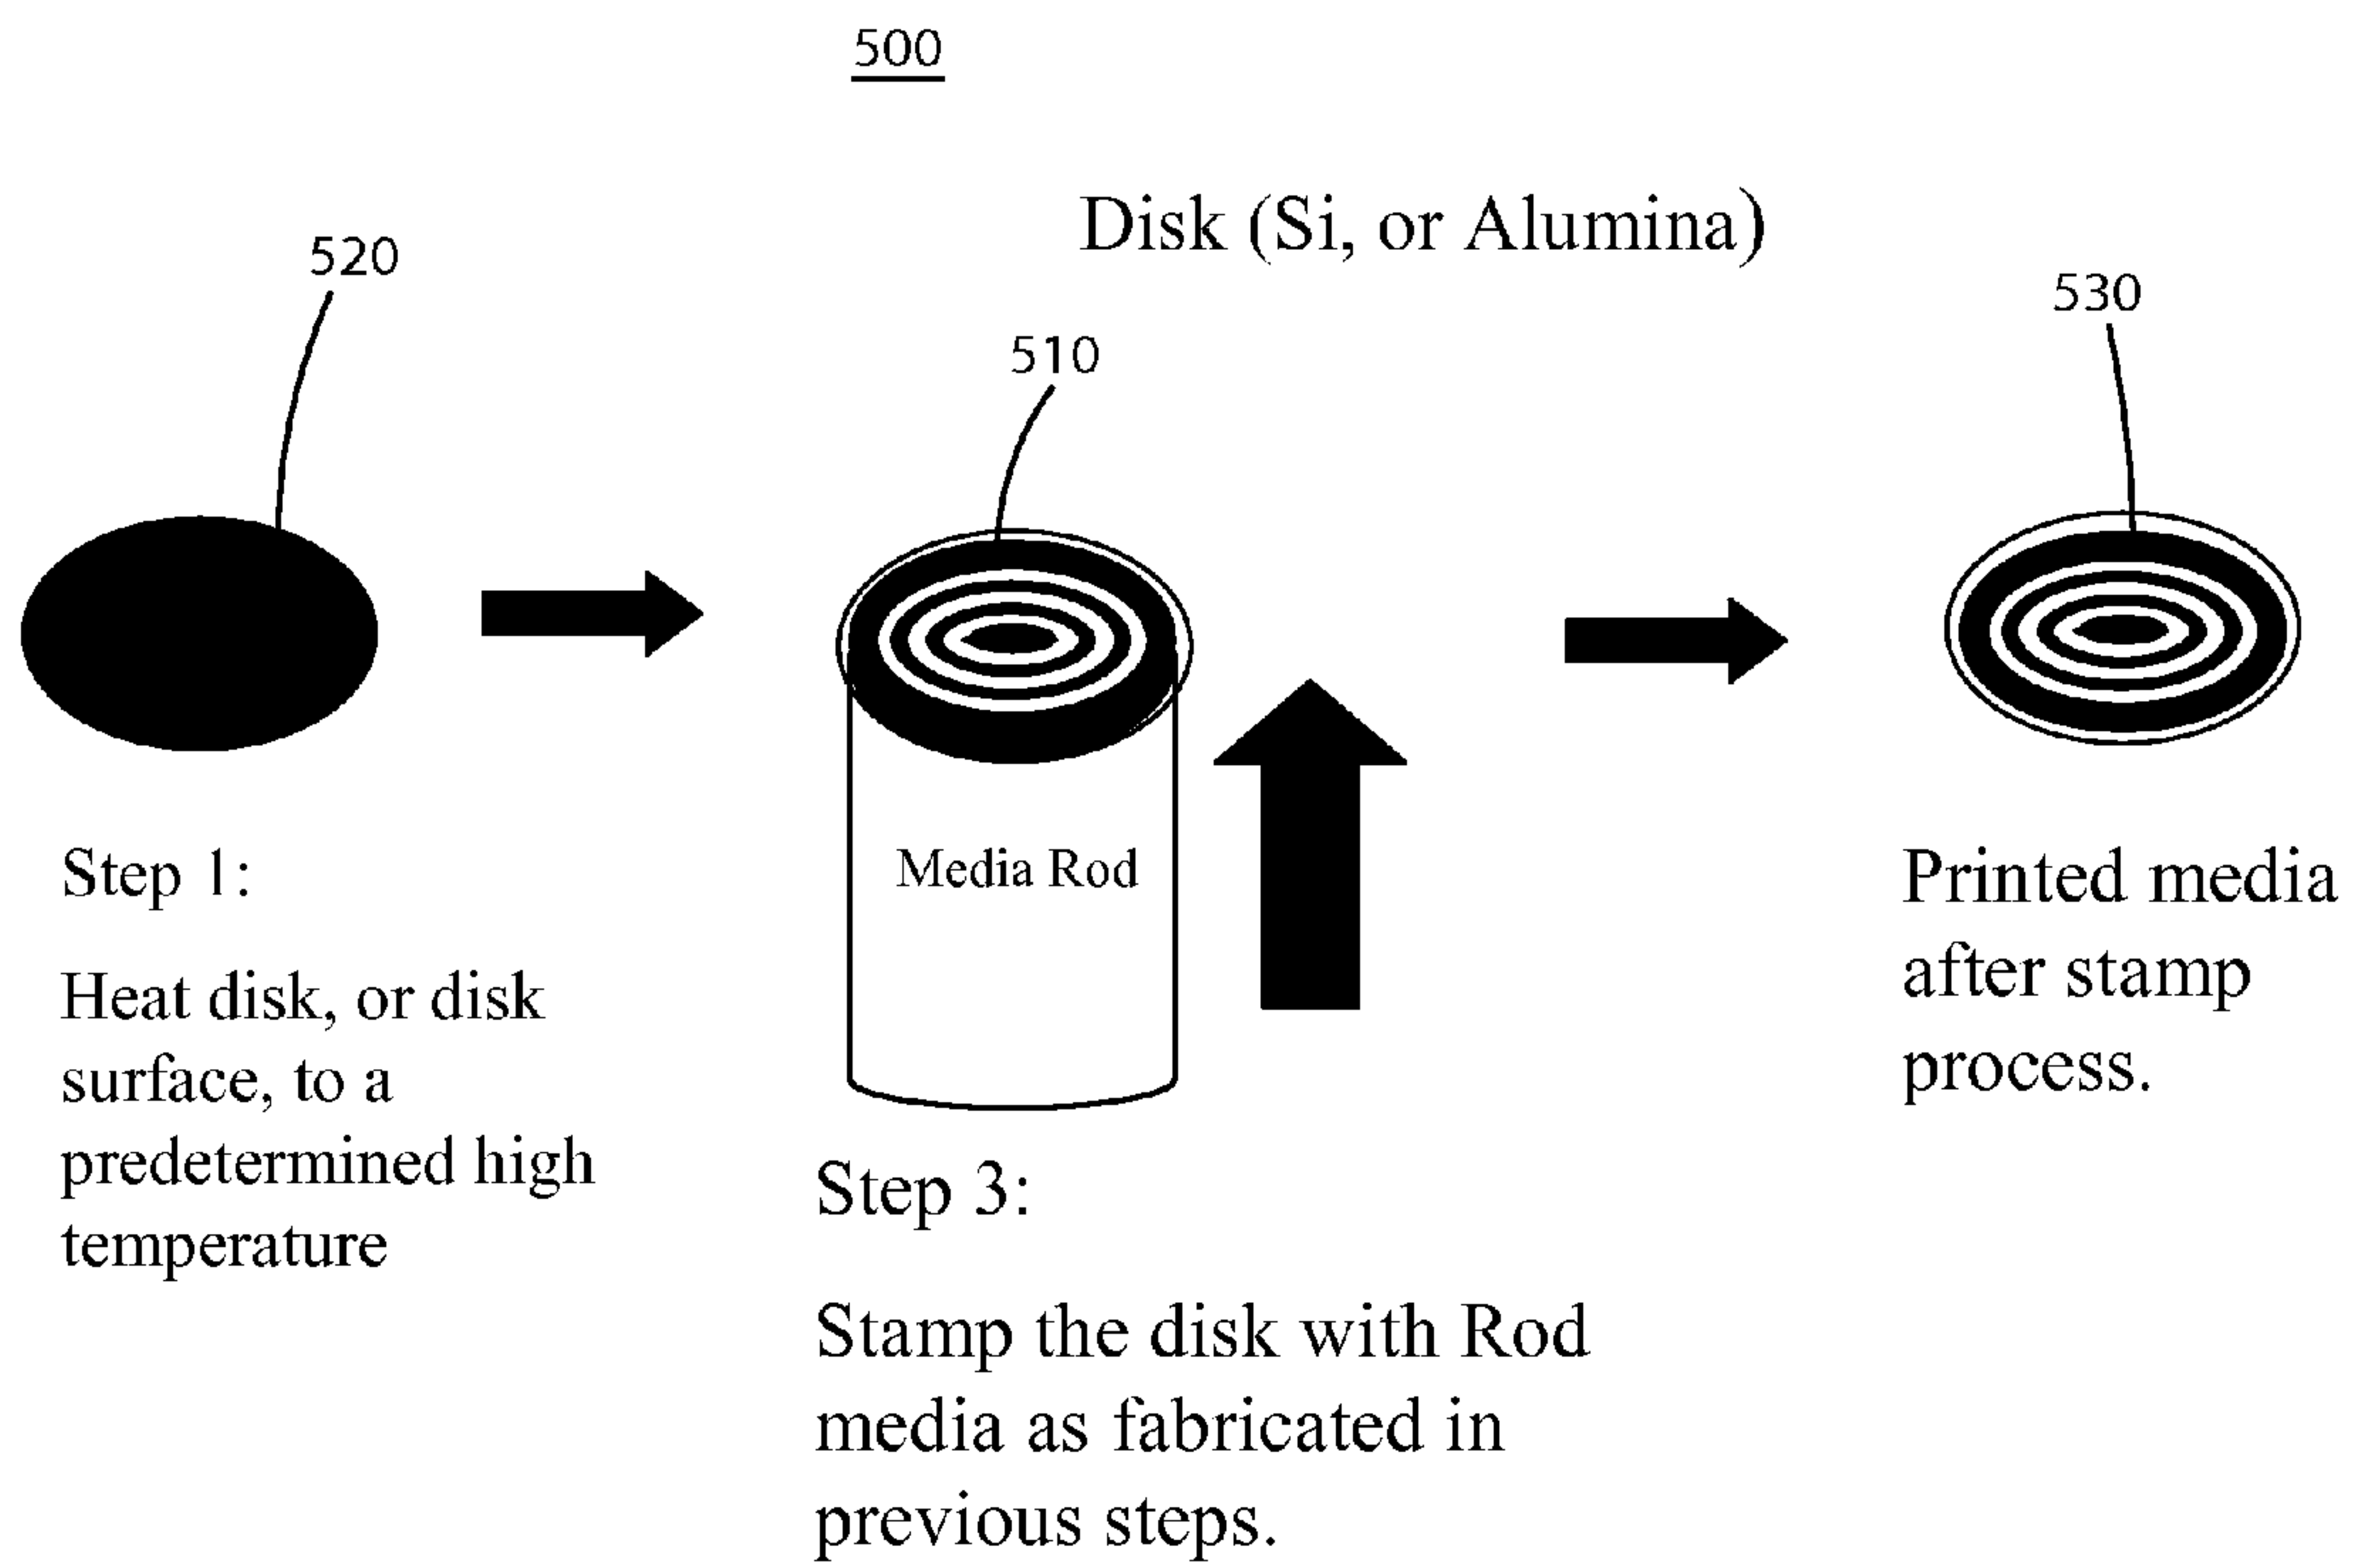 500
Disk (Si, or Alumina)
520
530
510
Media Rod
Step 1:
Heat disk, or disk
surface, to a
predetermined high
temperature
Step 3:
Stamp the disk with Rod
media as fabricated in
previous steps.
Printed media
after stamp
process.